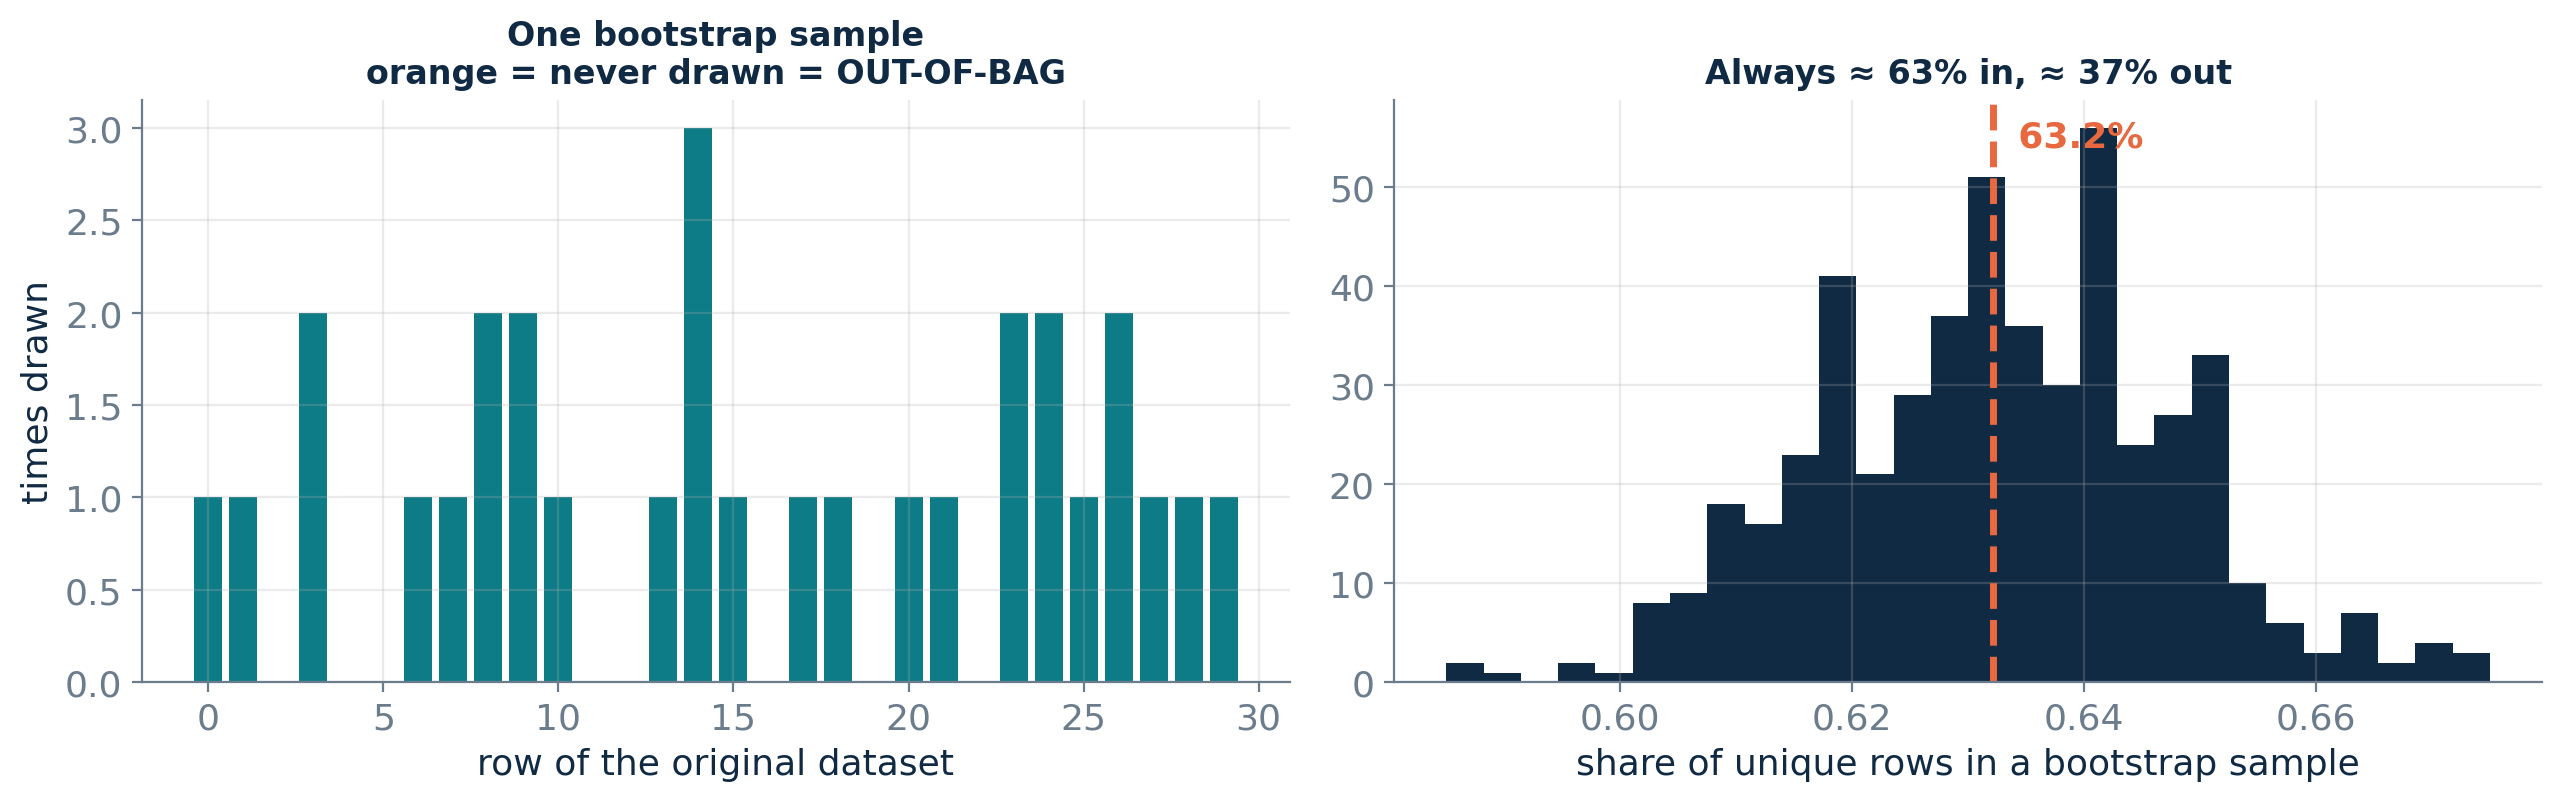 One bootstrap sample
orange = never drawn = OUT-OF-BAG
times drawn
3.0
2.5
2.0
1.5
1.0
0.5
0.0
0 5 10 15 20 25 30
row of the original dataset
Always ≈ 63% in, ≈ 37% out
63.2%
50
40
30
20
10
0
0.60 0.62 0.64 0.66
share of unique rows in a bootstrap sample